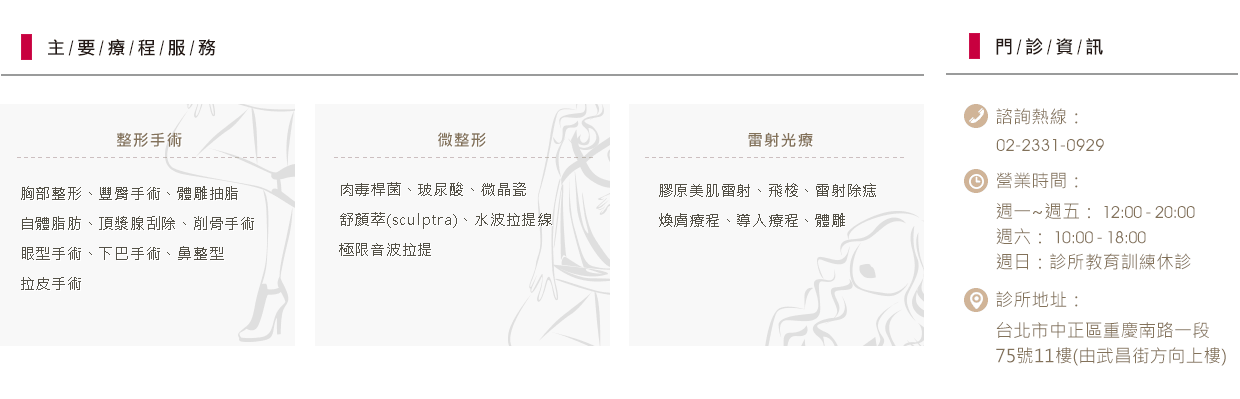 主/要/療/程/服/務
整形手術
胸部整形、豐臀手術、體雕抽脂
自體脂肪、頂漿腺刮除、削骨手術
眼型手術、下巴手術、鼻整型
拉皮手術
微整形
肉毒桿菌、玻尿酸、微晶瓷
舒顏萃(sculptra)、水波拉提線
極限音波拉提
雷射光療
膠原美肌雷射、飛梭、雷射除痣
煥膚療程、導入療程、體雕
門/診/資/訊
諮詢熱線：
02-2331-0929
營業時間：
週一~週五： 12:00 - 20:00
週六： 10:00 - 18:00
週日：診所教育訓練休診
診所地址：
台北市中正區重慶南路一段
75號11樓(由武昌街方向上樓)